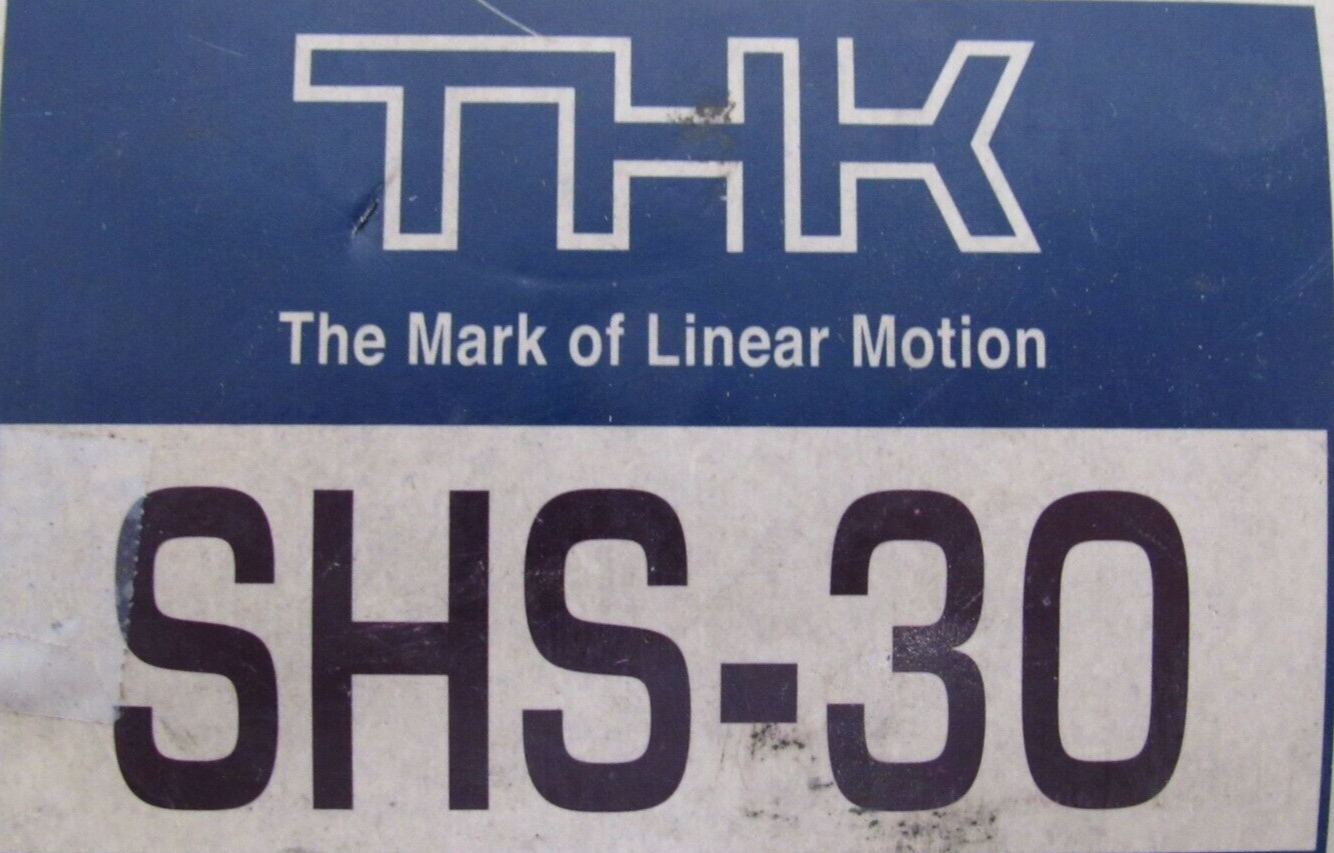 THK
The Mark of Linear Motion
SHS-30